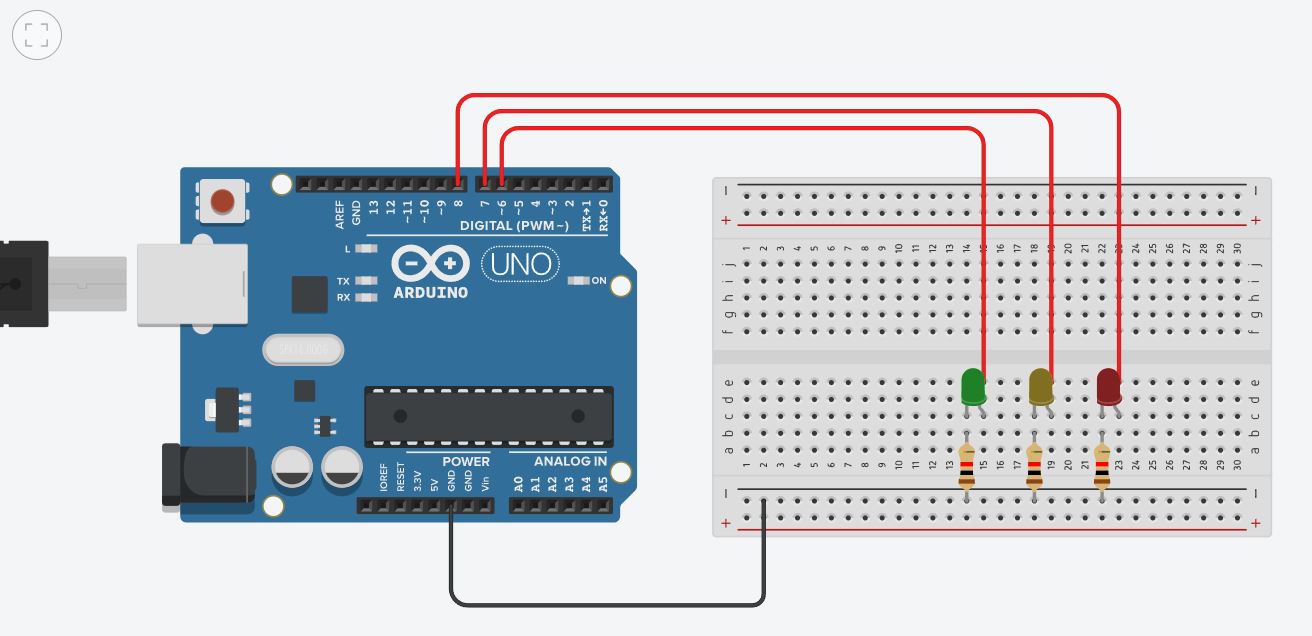 AREF
GND
13
12
~11
~10
~9
8
7
~6
~5
4
~3
2
TX→1
RX←0
DIGITAL (PWM ~)
L
TX
RX
ARDUINO
UNO
ON
POWER
ANALOG IN
IOREF
RESET
3.3V
5V
GND
GND
Vin
A0
A1
A2
A3
A4
A5
− −
+ +
1 2 3 4 5 6 7 8 9 10 11 12 13 14 15 16 17 18 19 20 21 22 23 24 25 26 27 28 29 30
j j
i i
h h
g g
f f
e e
d d
c c
b b
a a
1 2 3 4 5 6 7 8 9 10 11 12 13 14 15 16 17 18 19 20 21 22 23 24 25 26 27 28 29 30
− −
+ +